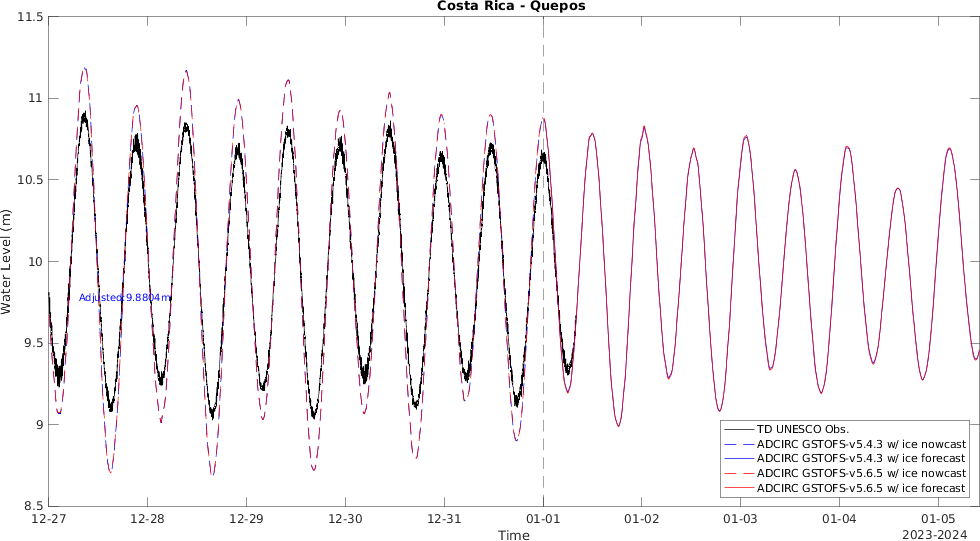 Costa Rica - Quepos
11.5
11
10.5
10
9.5
9
8.5
Water Level (m)
Adjusted:9.8804m
TD UNESCO Obs.
ADCIRC GSTOFS-v5.4.3 w/ ice nowcast
ADCIRC GSTOFS-v5.4.3 w/ ice forecast
ADCIRC GSTOFS-v5.6.5 w/ ice nowcast
ADCIRC GSTOFS-v5.6.5 w/ ice forecast
12-27 12-28 12-29 12-30 12-31 01-01 01-02 01-03 01-04 01-05
Time
2023-2024